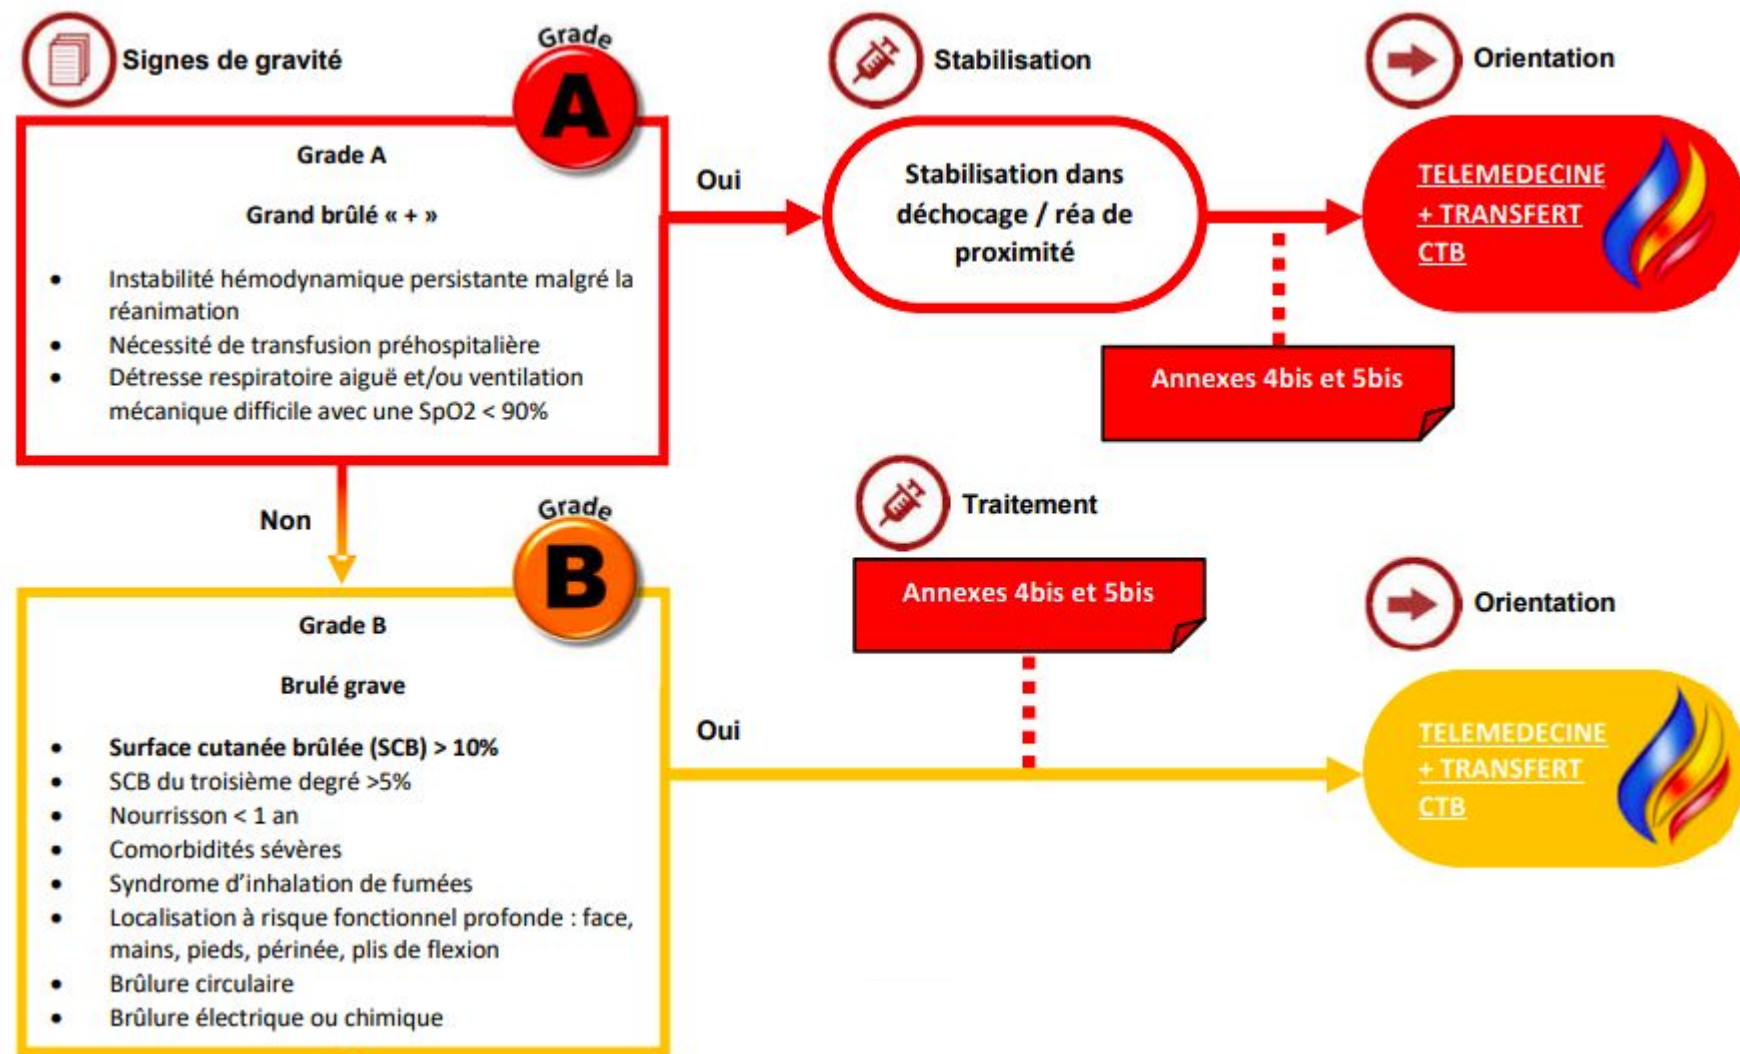 Signes de gravité
Grade
A
Grade A
Grand brûlé « + »
• Instabilité hémodynamique persistante malgré la
réanimation
• Nécessité de transfusion préhospitalière
• Détresse respiratoire aiguë et/ou ventilation
mécanique difficile avec une SpO2 < 90%
Oui
Stabilisation
Stabilisation dans
déchocage / réa de
proximité
Orientation
TELEMEDECINE
+ TRANSFERT
CTB
Annexes 4bis et 5bis
Non
Grade
B
Grade B
Brulé grave
• Surface cutanée brûlée (SCB) > 10%
• SCB du troisième degré >5%
• Nourrisson < 1 an
• Comorbidités sévères
• Syndrome d’inhalation de fumées
• Localisation à risque fonctionnel profonde : face,
mains, pieds, périnée, plis de flexion
• Brûlure circulaire
• Brûlure électrique ou chimique
Oui
Traitement
Annexes 4bis et 5bis
Orientation
TELEMEDECINE
+ TRANSFERT
CTB